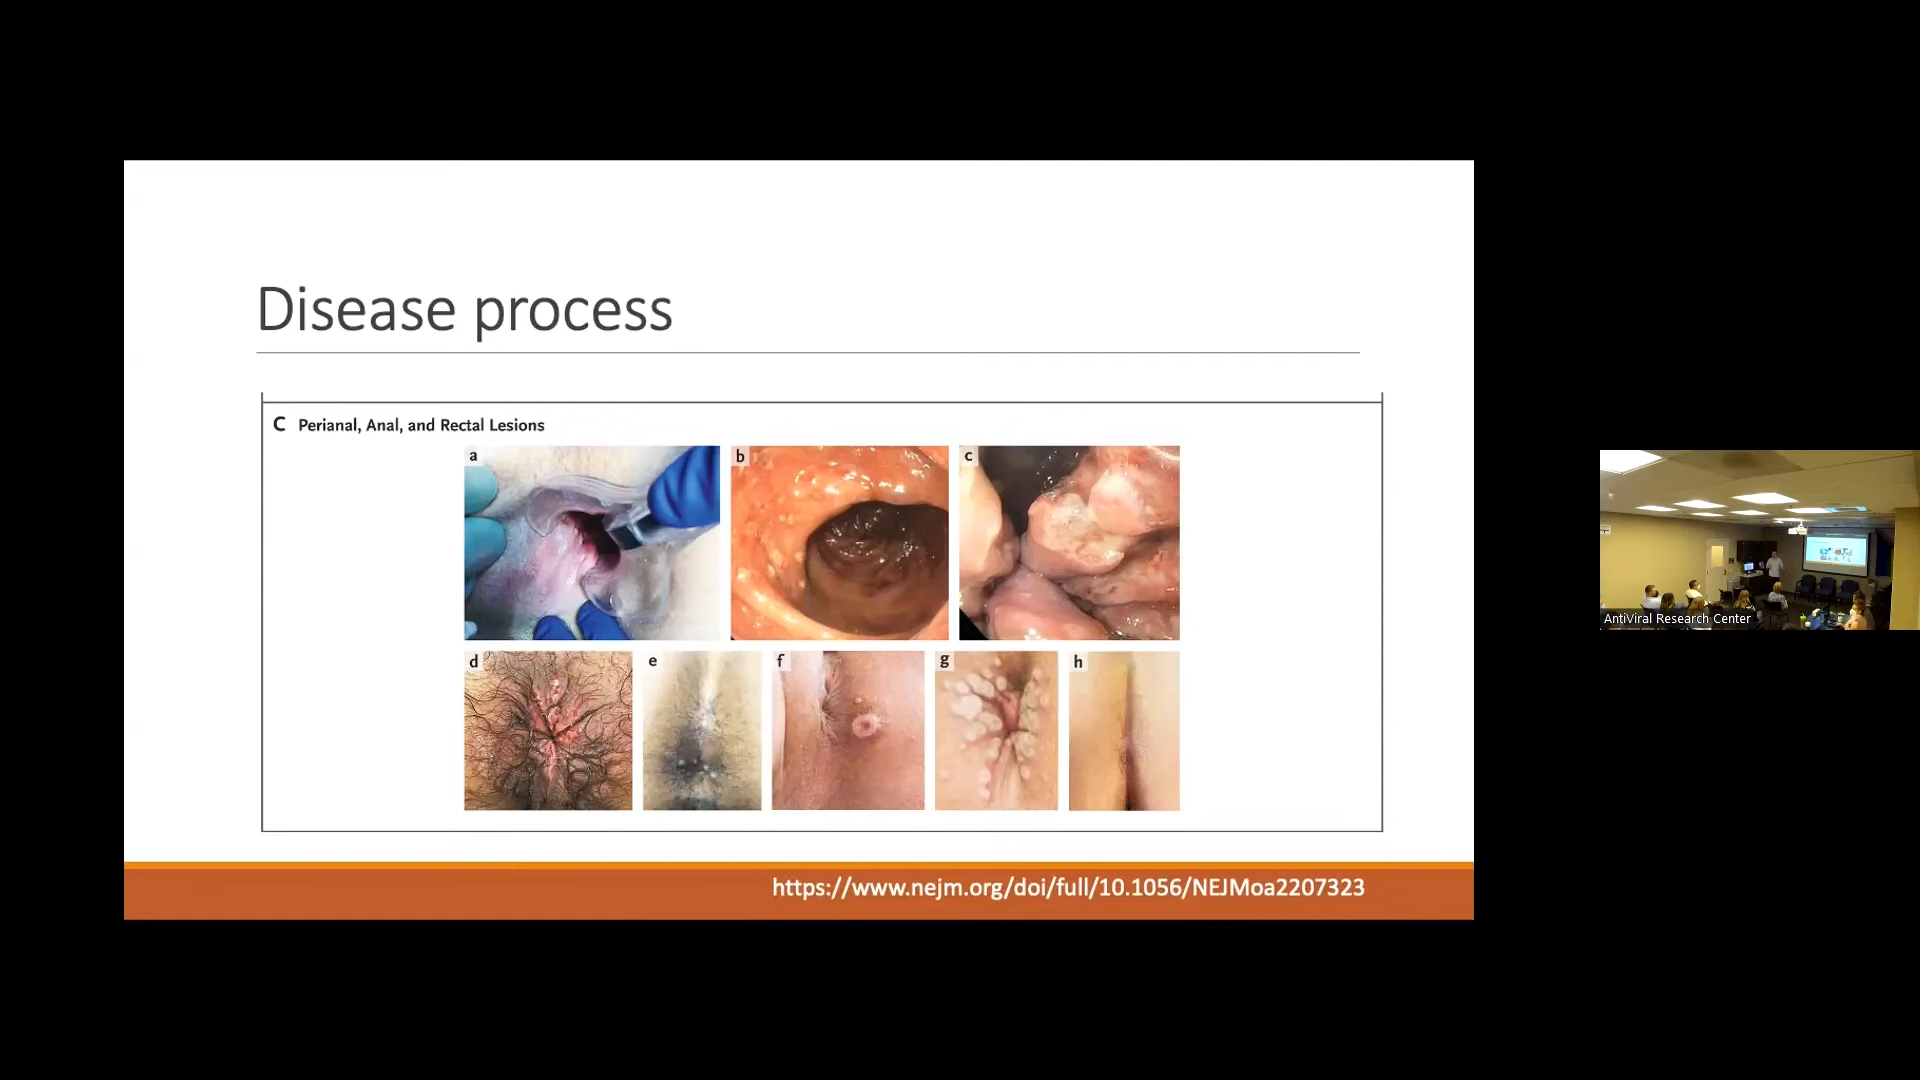 Disease process
C Perianal, Anal, and Rectal Lesions
a
b
c
d
e
f
g
h
https://www.nejm.org/doi/full/10.1056/NEJMoa2207323
AntiViral Research Center